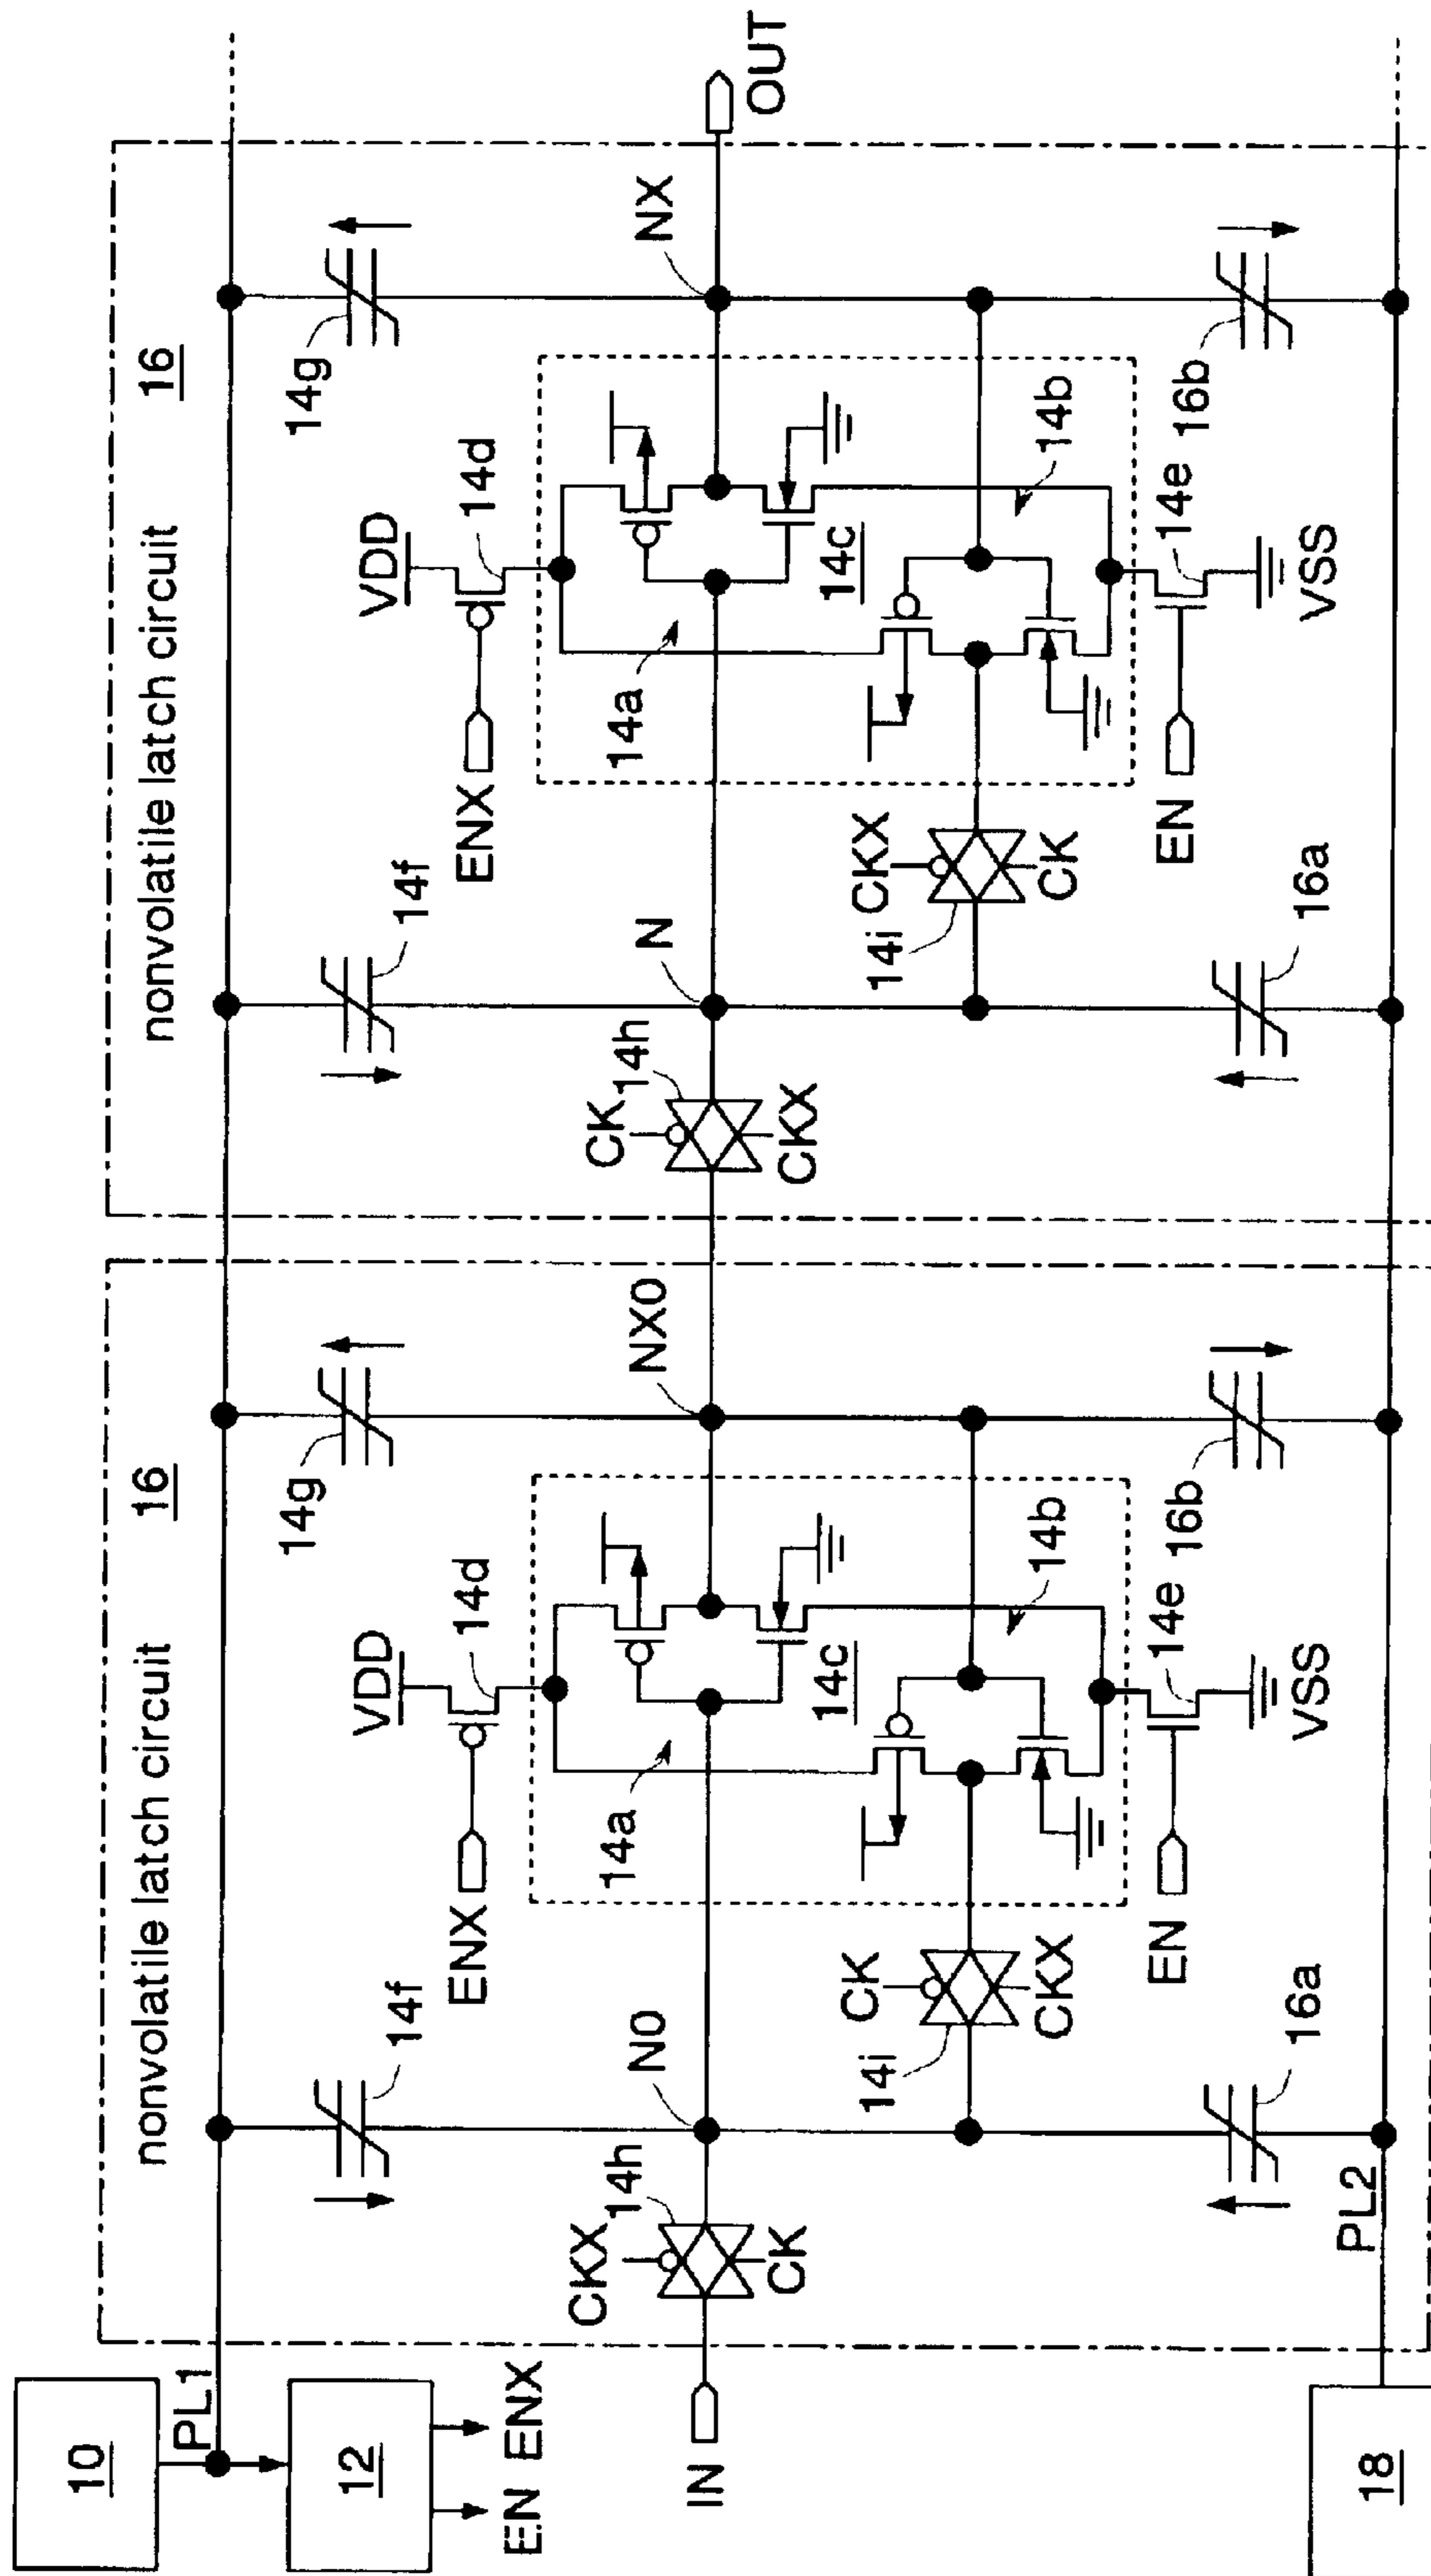 10
PL1
12
EN ENX
IN
18
PL2
nonvolatile latch circuit 16
14f
14g
ENX
VDD
14d
CKX
14h
CK
N0
NX0
14a
14c
14b
CK
14i
CKX
EN
14e
VSS
16a
16b
nonvolatile latch circuit 16
14f
14g
ENX
VDD
14d
CK
14h
CKX
N
NX
OUT
14a
14c
14b
14i
CKX
CK
EN
14e
VSS
16a
16b